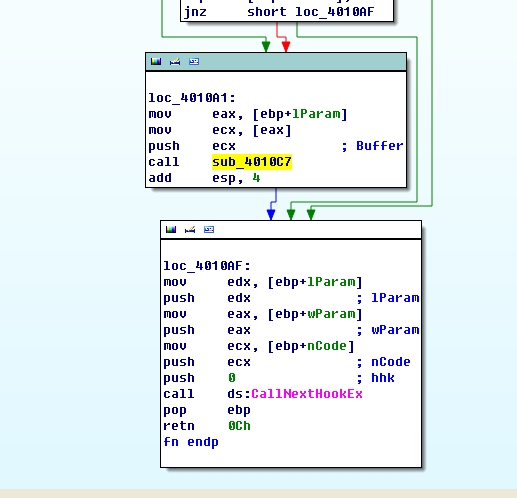 jnz short loc_4010AF
loc_4010A1:
mov eax, [ebp+lParam]
mov ecx, [eax]
push ecx ; Buffer
call sub_4010C7
add esp, 4
loc_4010AF:
mov edx, [ebp+lParam]
push edx ; lParam
mov eax, [ebp+wParam]
push eax ; wParam
mov ecx, [ebp+nCode]
push ecx ; nCode
push 0 ; hhk
call ds:CallNextHookEx
pop ebp
retn 0Ch
fn endp